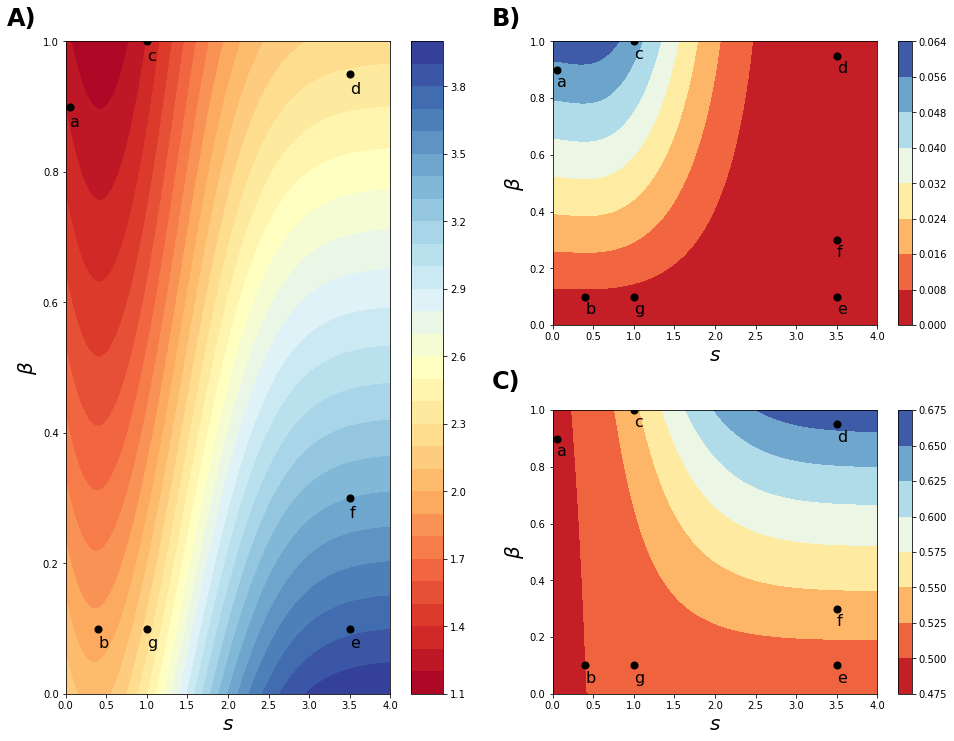 A)
1.0
0.8
0.6
0.4
0.2
0.0
β
0.0 0.5 1.0 1.5 2.0 2.5 3.0 3.5 4.0
s
a
b
c
d
e
f
g
3.8
3.5
3.2
2.9
2.6
2.3
2.0
1.7
1.4
1.1
B)
1.0
0.8
0.6
0.4
0.2
0.0
β
0.0 0.5 1.0 1.5 2.0 2.5 3.0 3.5 4.0
s
a
b
c
d
e
f
g
0.064
0.056
0.048
0.040
0.032
0.024
0.016
0.008
0.000
C)
1.0
0.8
0.6
0.4
0.2
0.0
β
0.0 0.5 1.0 1.5 2.0 2.5 3.0 3.5 4.0
s
a
b
c
d
e
f
g
0.675
0.650
0.625
0.600
0.575
0.550
0.525
0.500
0.475